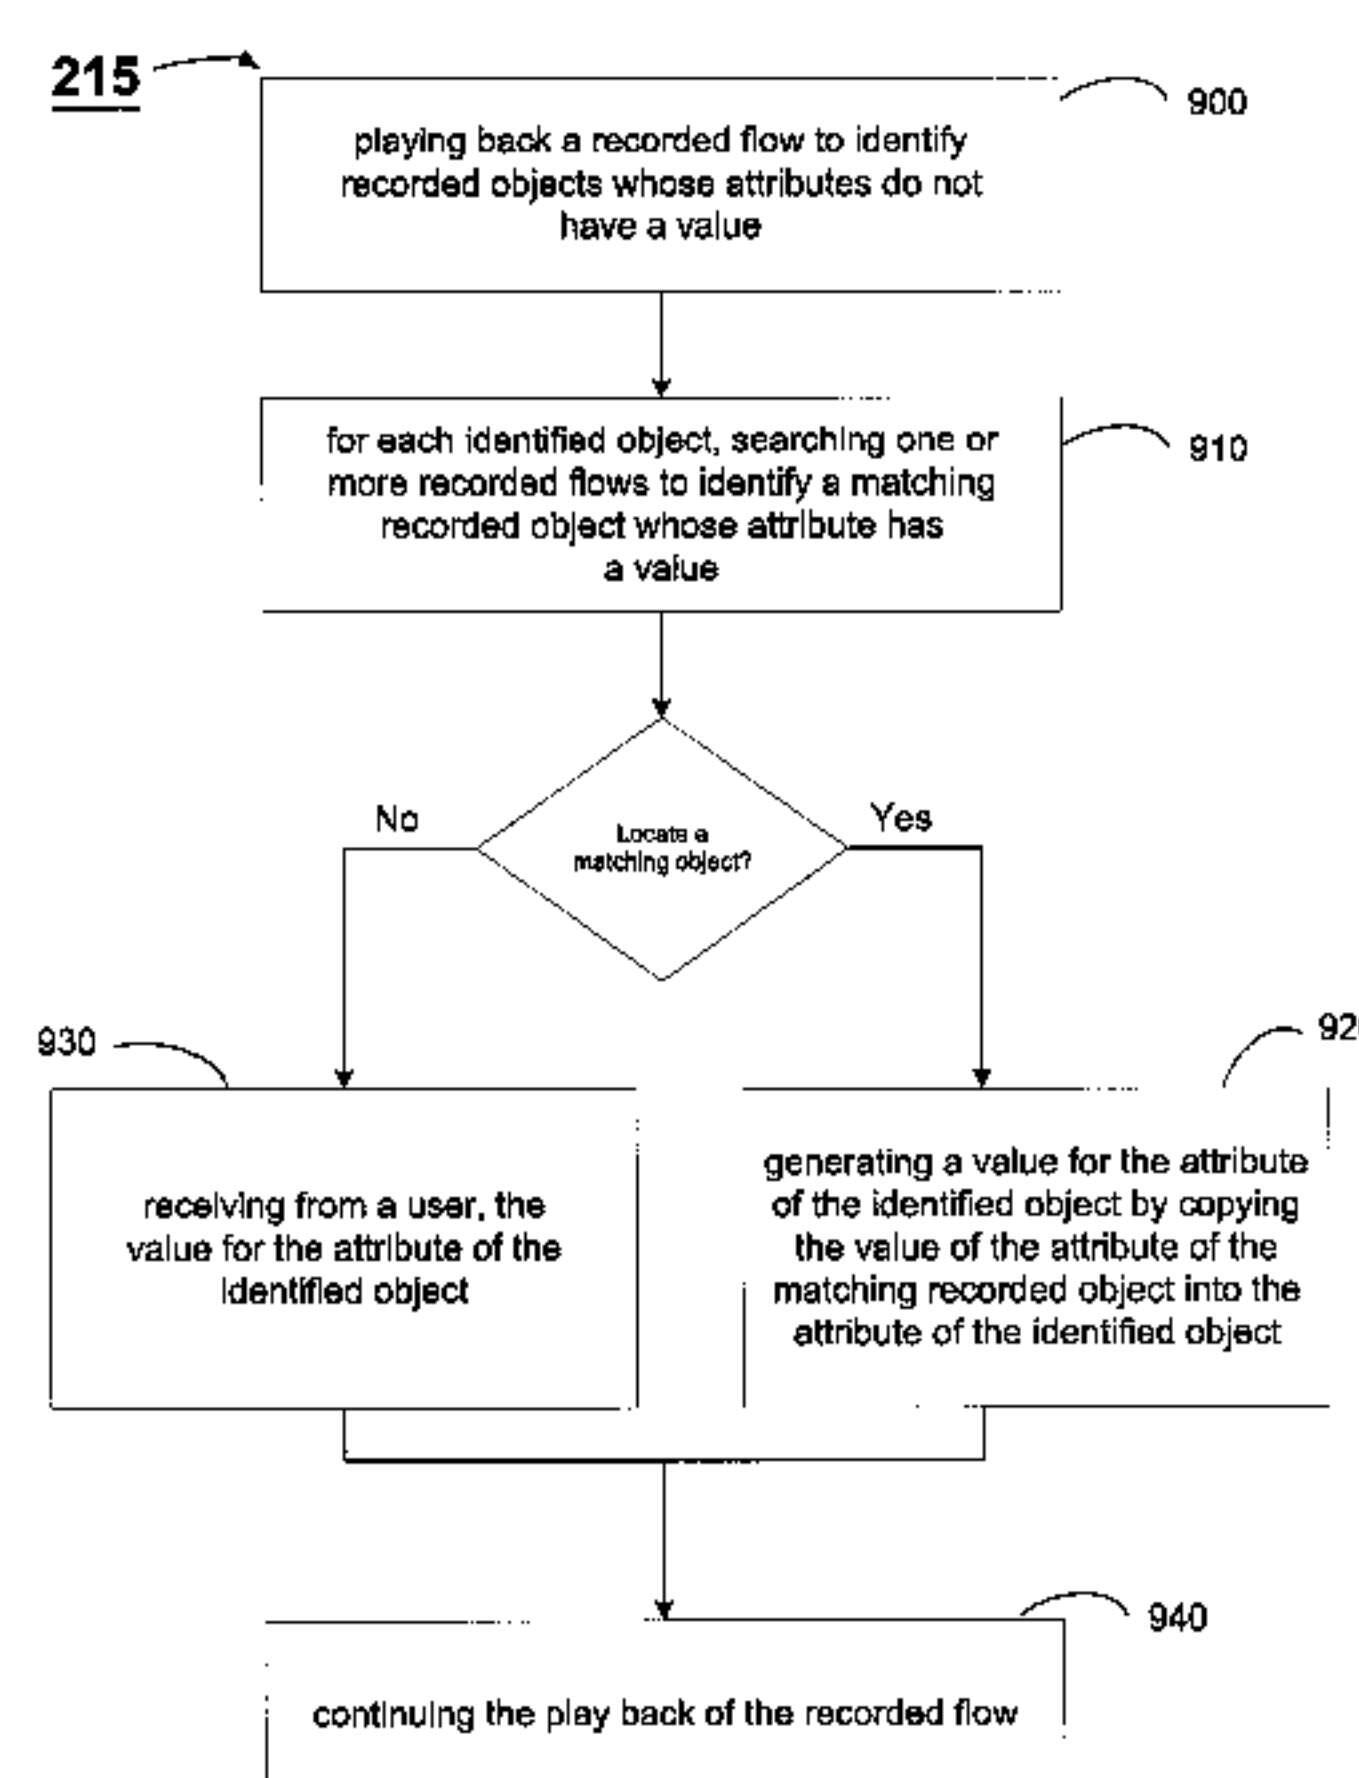 215
900
playing back a recorded flow to identify
recorded objects whose attributes do not
have a value
910
for each identified object, searching one or
more recorded flows to identify a matching
recorded object whose attribute has
a value
No
Yes
Locate a
matching object?
930
920
receiving from a user, the
value for the attribute of the
identified object
generating a value for the attribute
of the identified object by copying
the value of the attribute of the
matching recorded object into the
attribute of the identified object
940
continuing the play back of the recorded flow